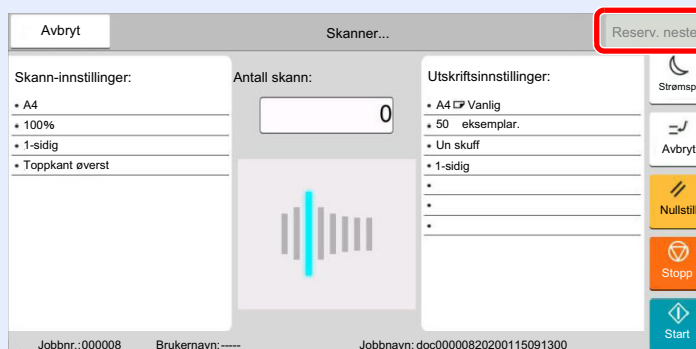 Avbryt
Skanner...
Reserv. neste
Skann-innstillinger:
• A4
• 100%
• 1-sidig
• Toppkant øverst
Antall skann:
0
Utskriftsinnstillinger:
• A4 Vanlig
• 50 eksemplar.
• Un skuff
• 1-sidig
•
•
•
Strømsp
Avbryt
Nullstill
Stopp
Start
Jobbnr.:000008 Brukernavn:----- Jobbnavn: doc00000820200115091300